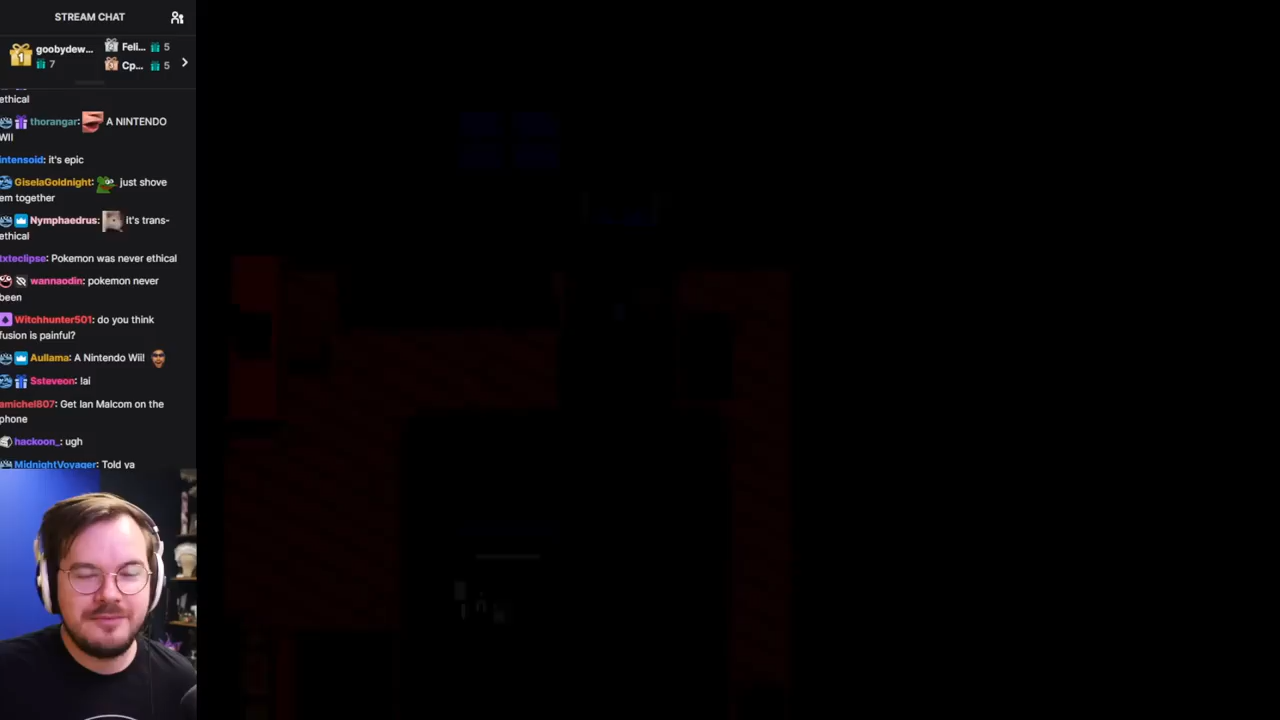 STREAM CHAT
goobydew... Feli... 5
7 Cp... 5
ethical
thorangar: A NINTENDO
WII
intensoid: it's epic
GiselaGoldnight: just shove
em together
Nymphaedrus: it's trans-
ethical
txteclipse: Pokemon was never ethical
wannaodin: pokemon never
been
Witchhunter501: do you think
fusion is painful?
Aullama: A Nintendo Wii!
Ssteveon: !ai
amichel807: Get Ian Malcom on the
phone
hackoon_: ugh
MidnightVoyager: Told ya